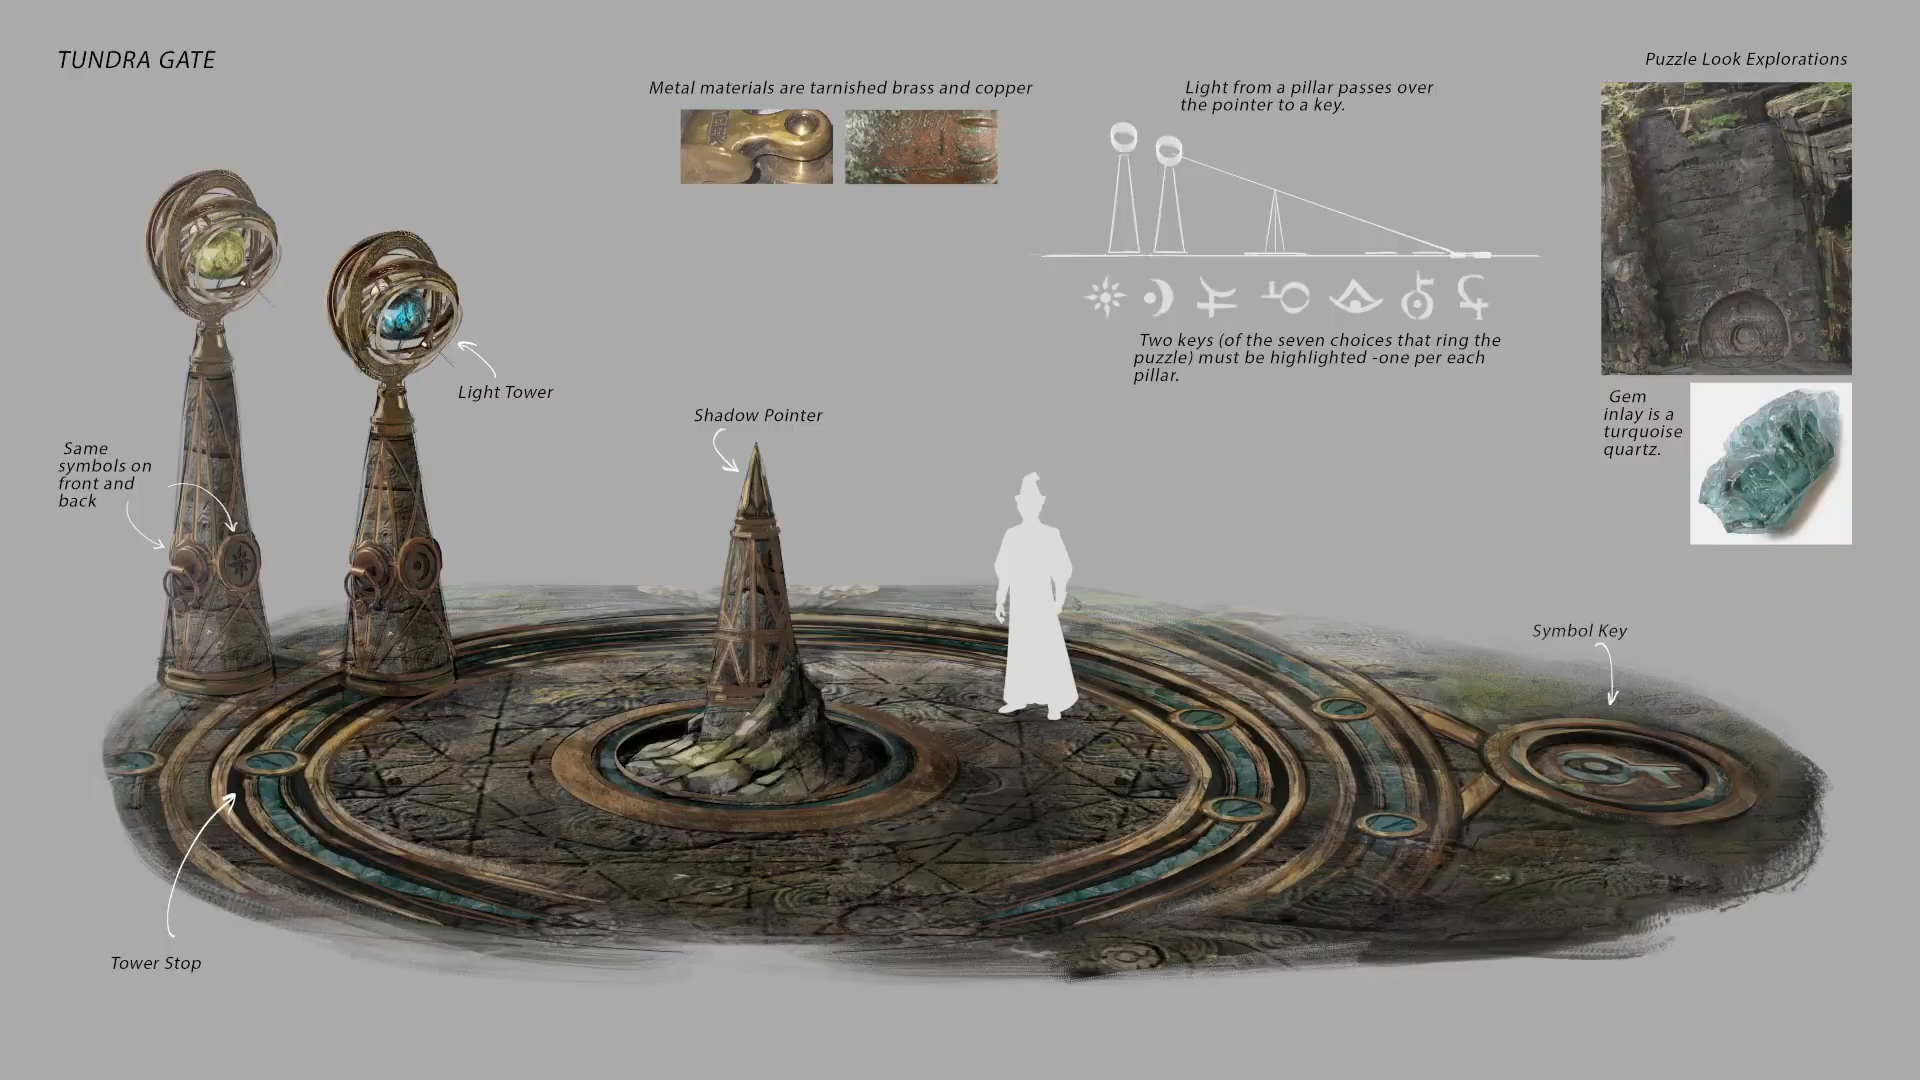 TUNDRA GATE
Metal materials are tarnished brass and copper
Light from a pillar passes over
the pointer to a key.
Puzzle Look Explorations
Two keys (of the seven choices that ring the
puzzle) must be highlighted -one per each
pillar.
Gem
inlay is a
turquoise
quartz.
Light Tower
Shadow Pointer
Same
symbols on
front and
back
Symbol Key
Tower Stop